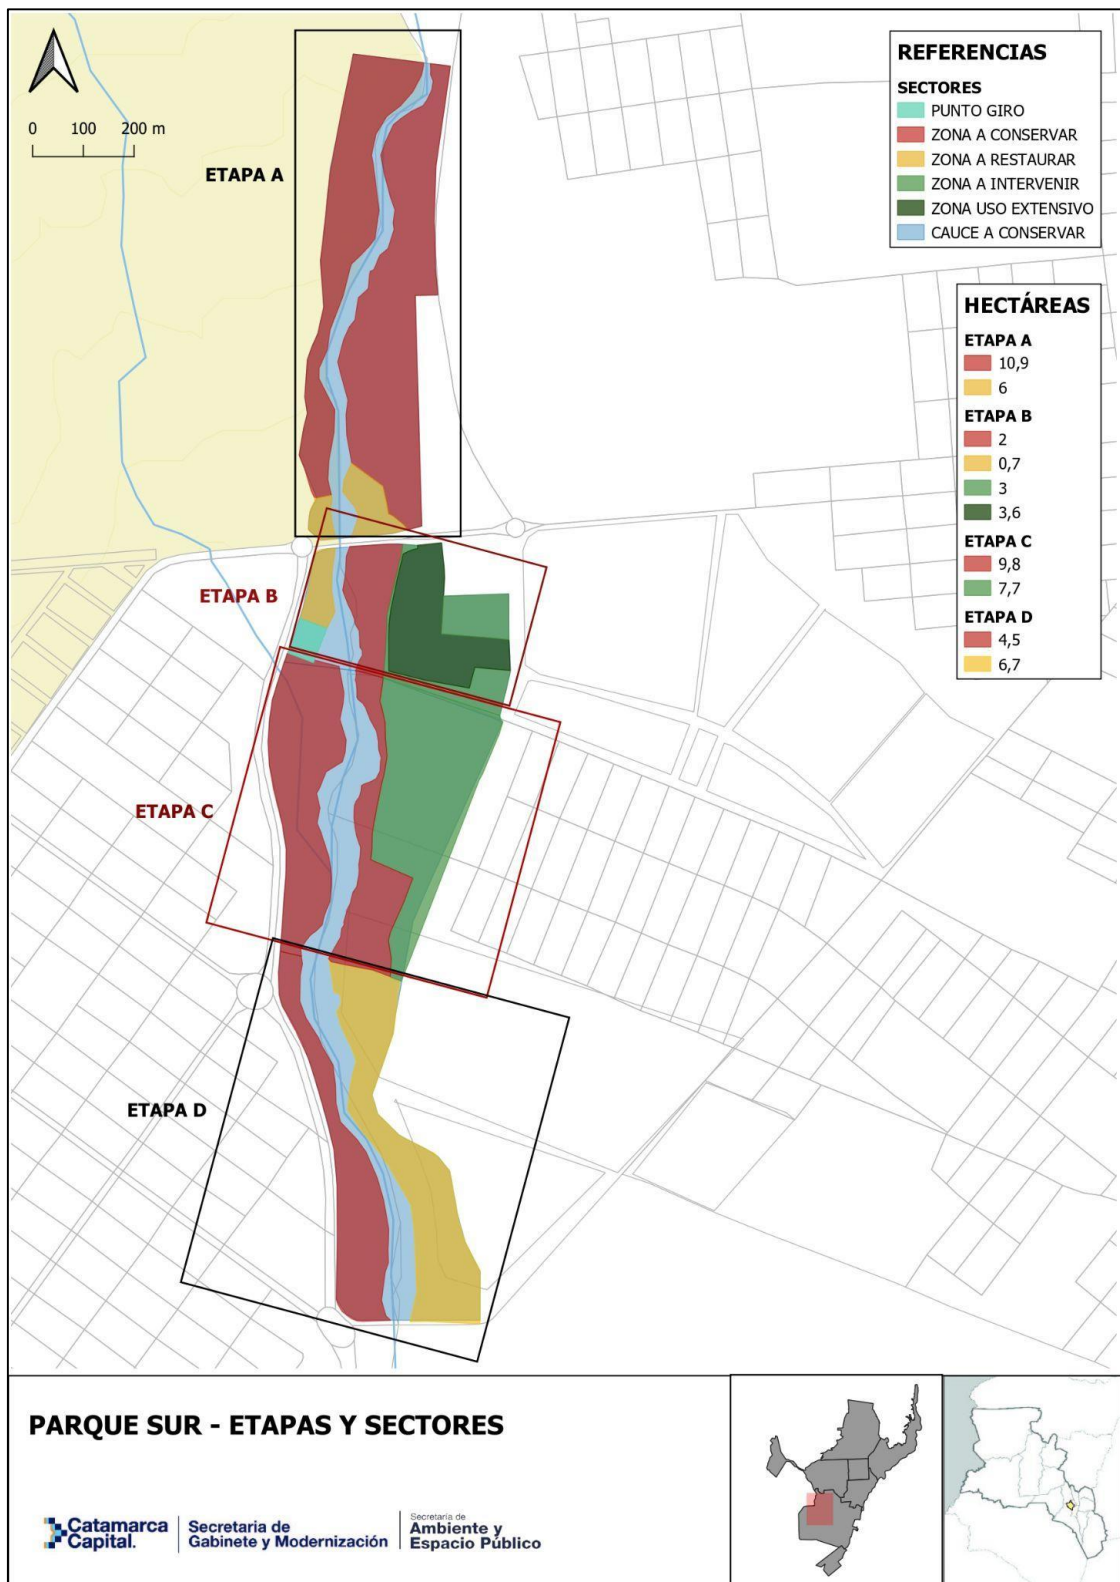 REFERENCIAS
SECTORES
PUNTO GIRO
ZONA A CONSERVAR
ZONA A RESTAURAR
ZONA A INTERVENIR
ZONA USO EXTENSIVO
CAUCE A CONSERVAR
0 100 200 m
ETAPA A
HECTÁREAS
ETAPA A
10,9
6
ETAPA B
2
0,7
3
3,6
ETAPA C
9,8
7,7
ETAPA D
4,5
6,7
ETAPA B
ETAPA C
ETAPA D
PARQUE SUR - ETAPAS Y SECTORES
Catamarca
Capital.
Secretaria de
Gabinete y Modernización
Secretaría de
Ambiente y
Espacio Público